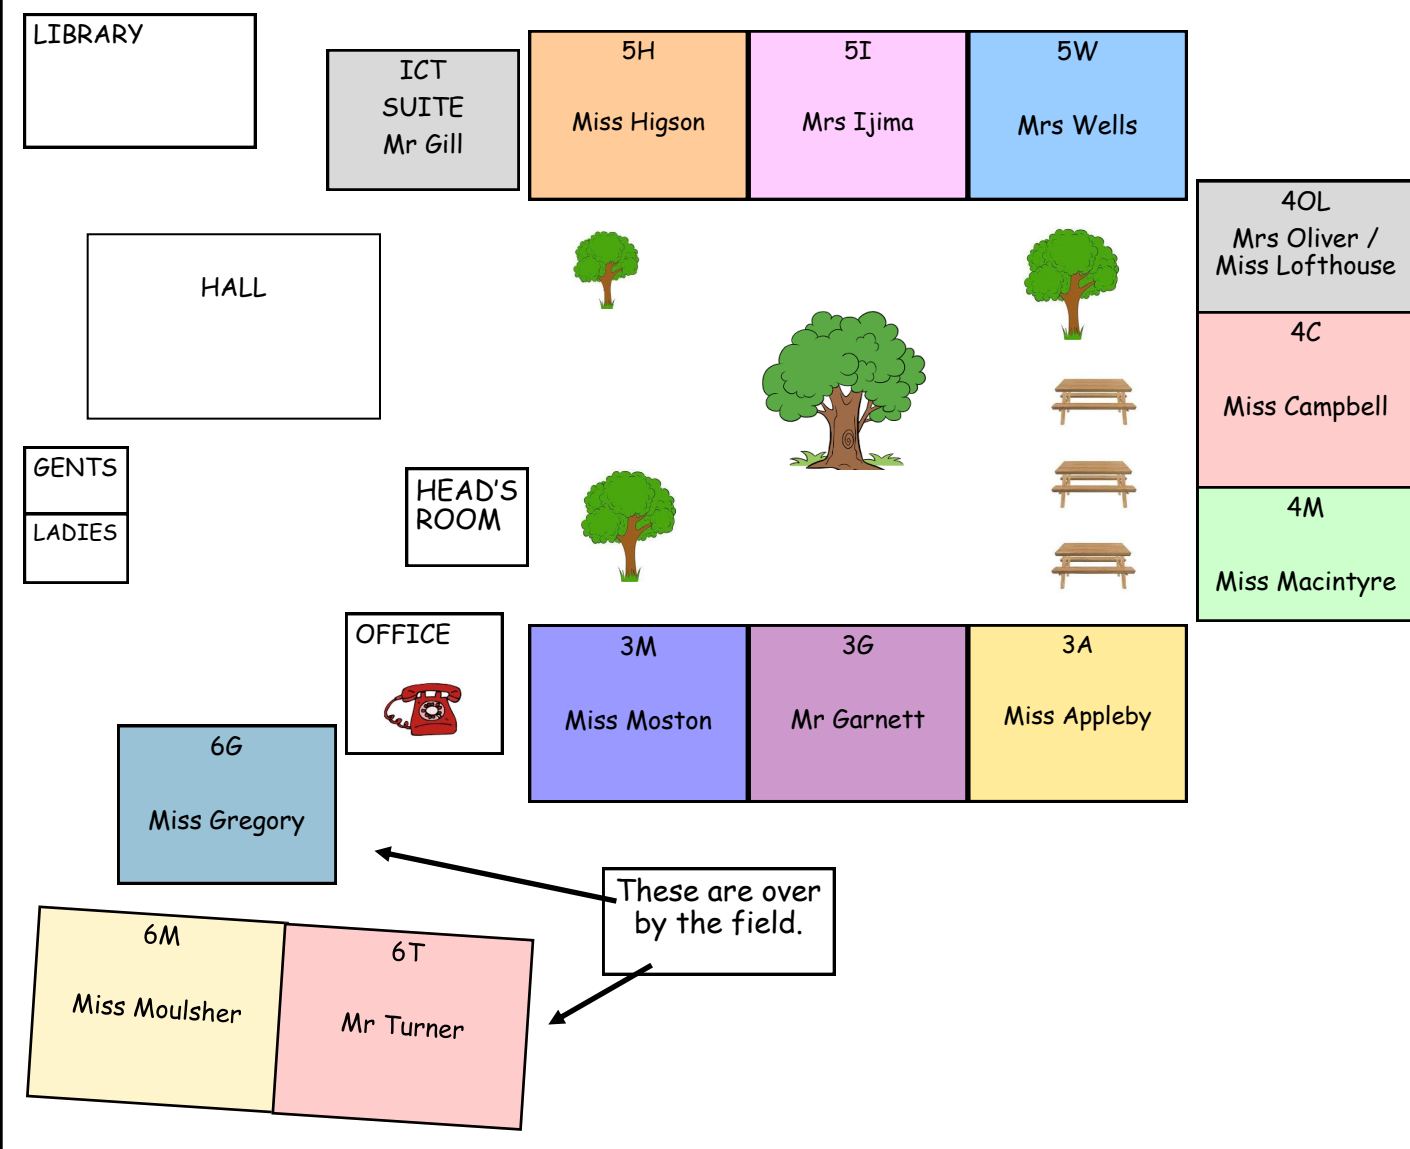 LIBRARY
ICT
SUITE
Mr Gill
5H
Miss Higson
5I
Mrs Ijima
5W
Mrs Wells
4OL
Mrs Oliver /
Miss Lofthouse
HALL
4C
Miss Campbell
GENTS
LADIES
HEAD'S
ROOM
4M
Miss Macintyre
OFFICE
3M
Miss Moston
3G
Mr Garnett
3A
Miss Appleby
6G
Miss Gregory
These are over
by the field.
6M
Miss Moulsher
6T
Mr Turner